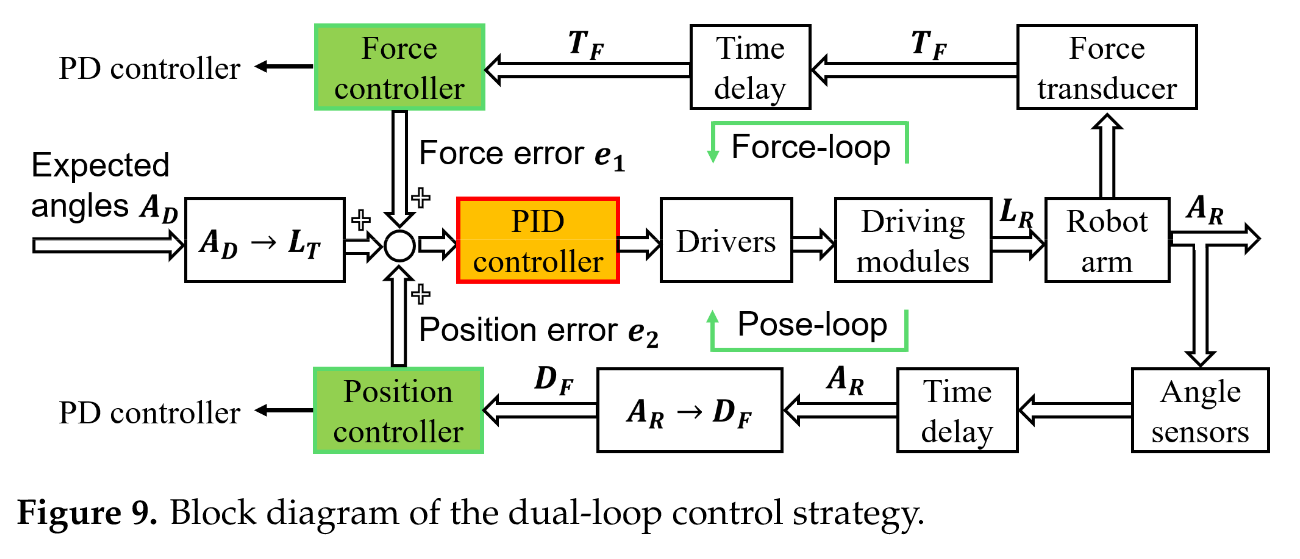 PD controller
Force
controller
T_F
Time
delay
T_F
Force
transducer
Force error e_1
Force-loop
Expected
angles A_D
A_D → L_T
+
+
+
PID
controller
Drivers
Driving
modules
L_R
Robot
arm
A_R
Position error e_2
Pose-loop
PD controller
Position
controller
D_F
A_R → D_F
A_R
Time
delay
Angle
sensors
Figure 9. Block diagram of the dual-loop control strategy.